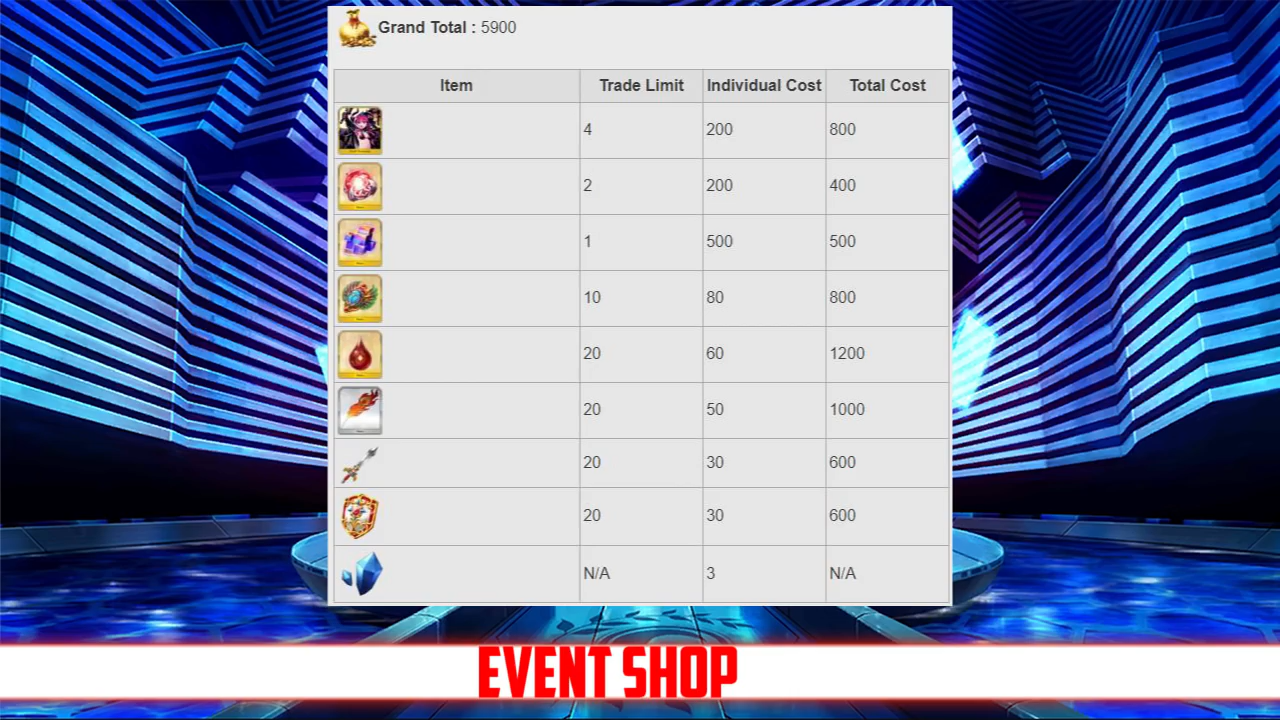 Grand Total : 5900
Item Trade Limit Individual Cost Total Cost
4 200 800
2 200 400
1 500 500
10 80 800
20 60 1200
20 50 1000
20 30 600
20 30 600
N/A 3 N/A
EVENT SHOP